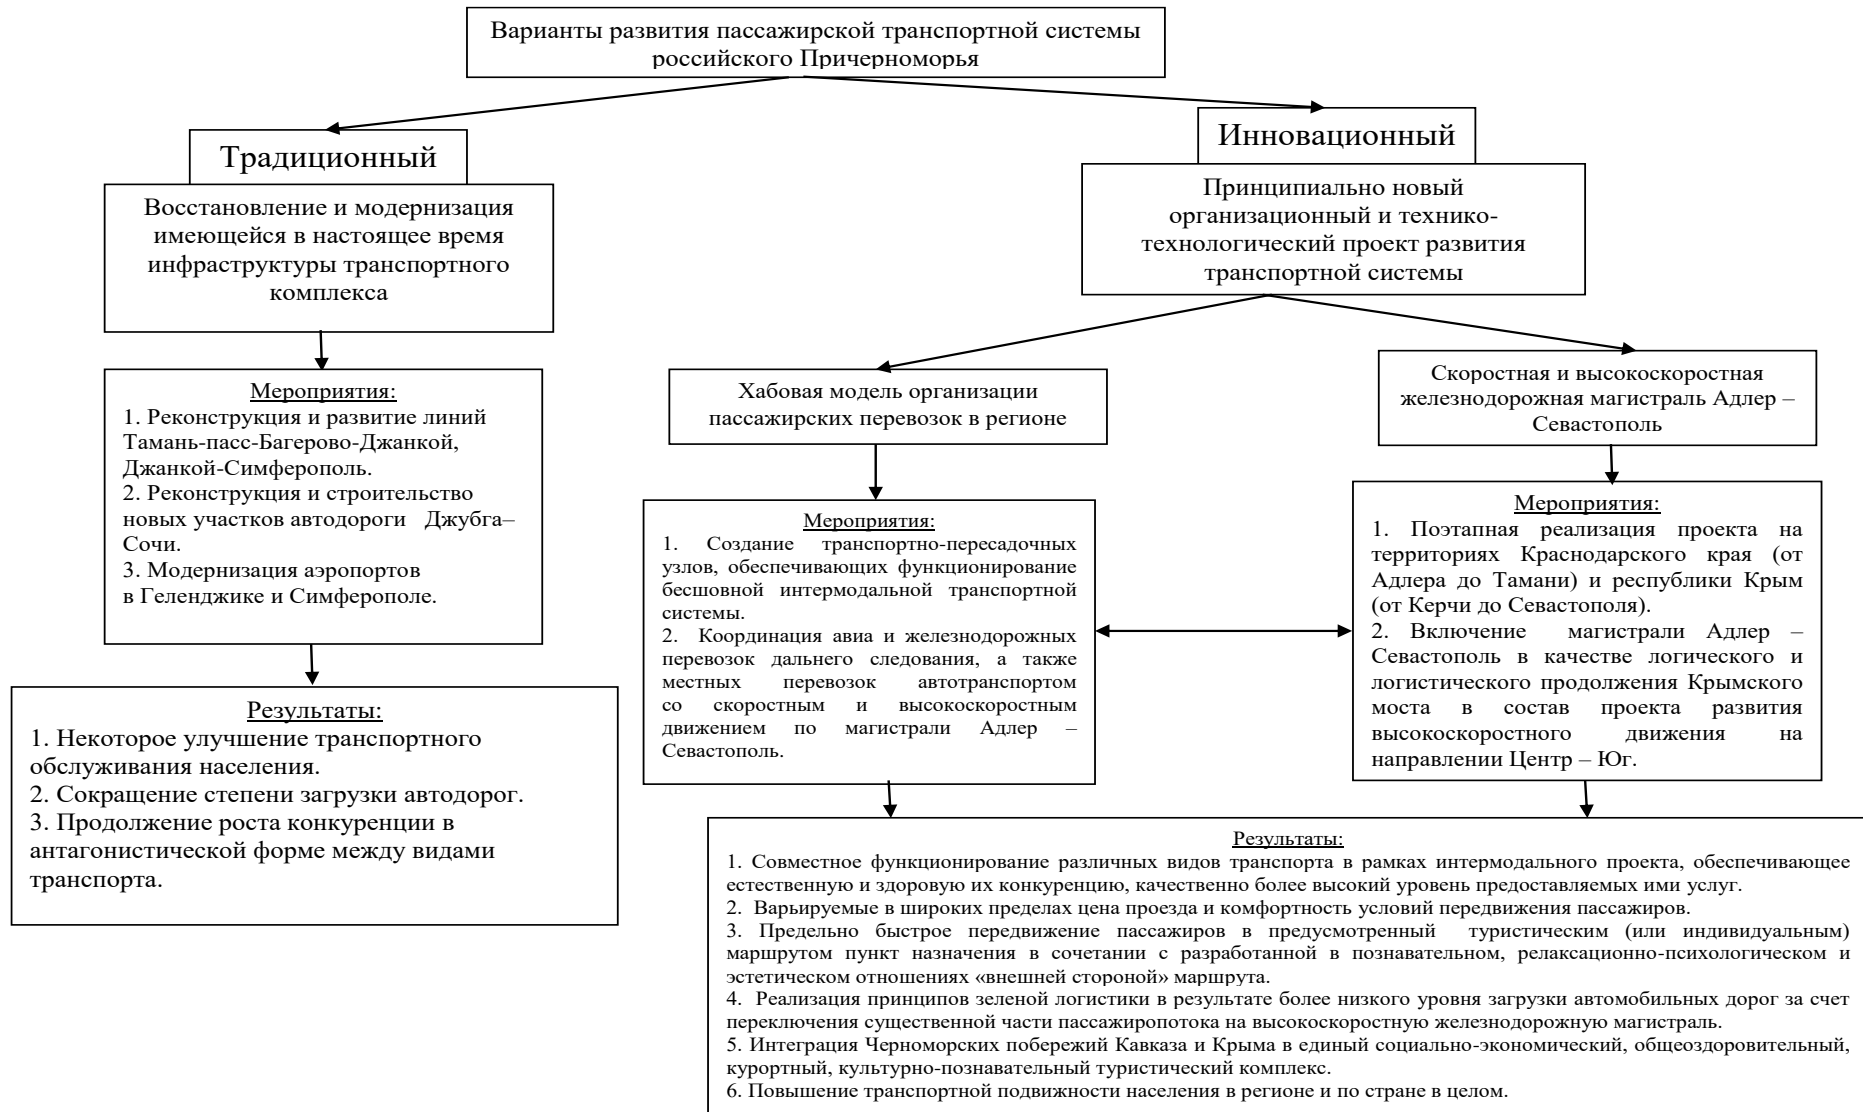 Варианты развития пассажирской транспортной системы
российского Причерноморья
Традиционный
Восстановление и модернизация
имеющейся в настоящее время
инфраструктуры транспортного
комплекса
Мероприятия:
1. Реконструкция и развитие линий
Тамань-пасс-Багерово-Джанкой,
Джанкой-Симферополь.
2. Реконструкция и строительство
новых участков автодороги Джубга–
Сочи.
3. Модернизация аэропортов
в Геленджике и Симферополе.
Результаты:
1. Некоторое улучшение транспортного
обслуживания населения.
2. Сокращение степени загрузки автодорог.
3. Продолжение роста конкуренции в
антагонистической форме между видами
транспорта.
Инновационный
Принципиально новый
организационный и технико-
технологический проект развития
транспортной системы
Хабовая модель организации
пассажирских перевозок в регионе
Мероприятия:
1. Создание транспортно-пересадочных
узлов, обеспечивающих функционирование
бесшовной интермодальной транспортной
системы.
2. Координация авиа и железнодорожных
перевозок дальнего следования, а также
местных перевозок автотранспортом
со скоростным и высокоскоростным
движением по магистрали Адлер –
Севастополь.
Скоростная и высокоскоростная
железнодорожная магистраль Адлер –
Севастополь
Мероприятия:
1. Поэтапная реализация проекта на
территориях Краснодарского края (от
Адлера до Тамани) и республики Крым
(от Керчи до Севастополя).
2. Включение магистрали Адлер –
Севастополь в качестве логического и
логистического продолжения Крымского
моста в состав проекта развития
высокоскоростного движения на
направлении Центр – Юг.
Результаты:
1. Совместное функционирование различных видов транспорта в рамках интермодального проекта, обеспечивающее
естественную и здоровую их конкуренцию, качественно более высокий уровень предоставляемых ими услуг.
2. Варьируемые в широких пределах цена проезда и комфортность условий передвижения пассажиров.
3. Предельно быстрое передвижение пассажиров в предусмотренный туристическим (или индивидуальным)
маршрутом пункт назначения в сочетании с разработанной в познавательном, релаксационно-психологическом и
эстетическом отношениях «внешней стороной» маршрута.
4. Реализация принципов зеленой логистики в результате более низкого уровня загрузки автомобильных дорог за счет
переключения существенной части пассажиропотока на высокоскоростную железнодорожную магистраль.
5. Интеграция Черноморских побережий Кавказа и Крыма в единый социально-экономический, общеоздоровительный,
курортный, культурно-познавательный туристический комплекс.
6. Повышение транспортной подвижности населения в регионе и по стране в целом.